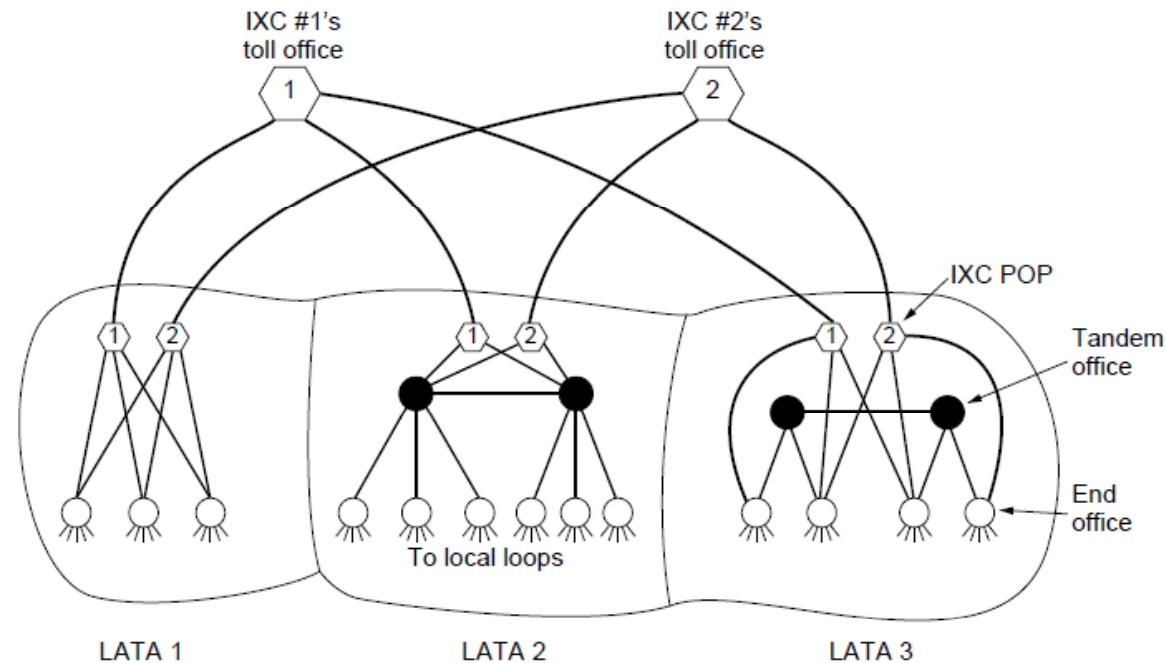 IXC #1's
toll office
1
IXC #2's
toll office
2
IXC POP
1
2
1
2
1
2
Tandem
office
End
office
To local loops
LATA 1
LATA 2
LATA 3